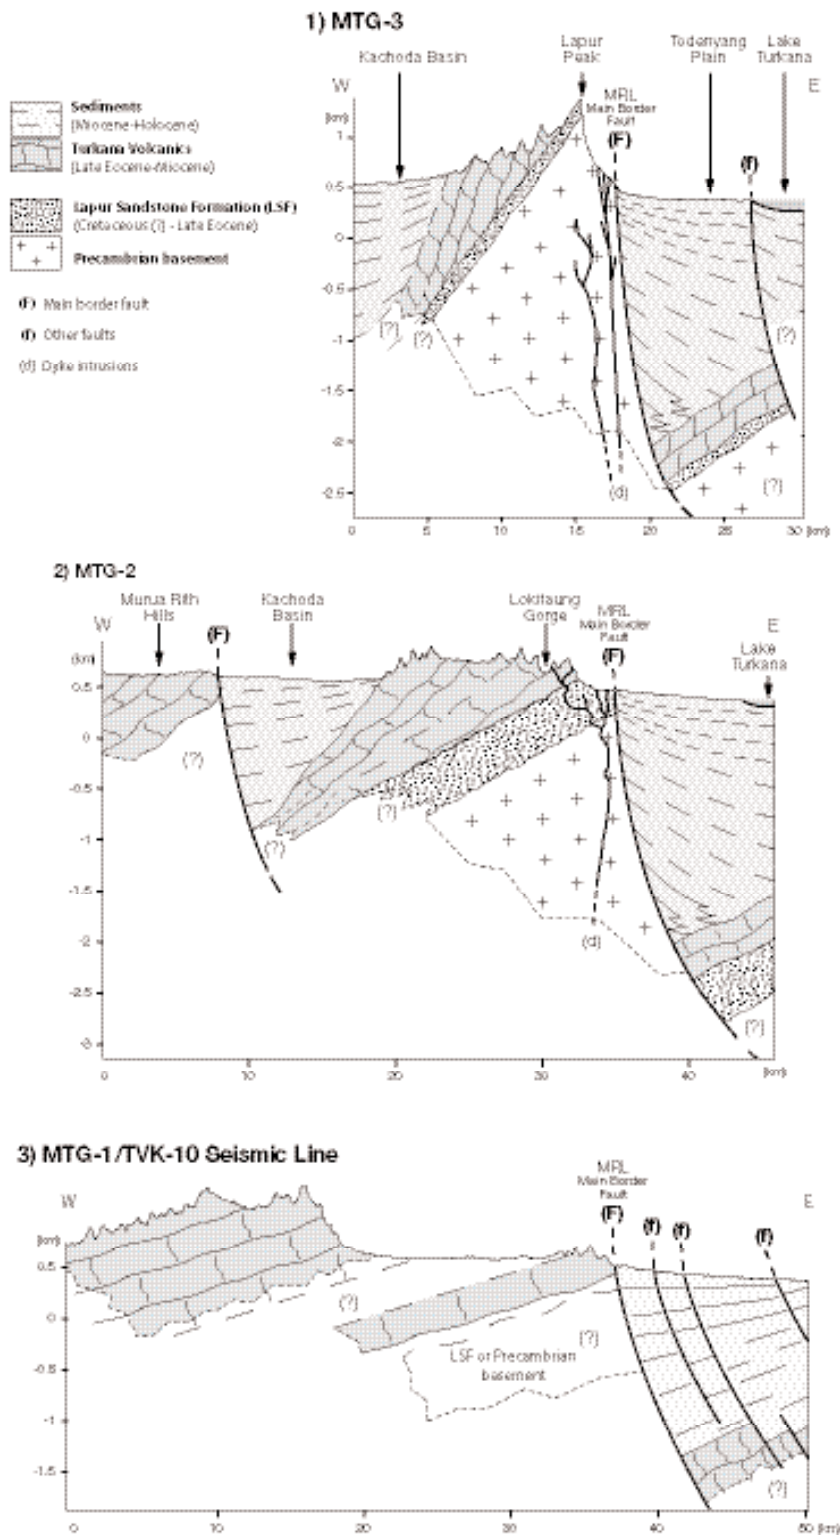 1) MTG-3
Kachoda Basin
Lapur
Peak
Todenyang
Plain
Lake
Turkana
W
E
MRL
Main Border
Fault
(F)
(f)
(km)
1
0.5
0
-0.5
-1
-1.5
-2
-2.5
(?)
(?)
(?)
(?)
(d)
0
5
10
15
20
25
30 (km)
Sediments
(Miocene-Holocene)
Turkana Volcanics
(Late Eocene-Miocene)
Lapur Sandstone Formation (LSF)
(Cretaceous (?) - Late Eocene)
Precambrian basement
(F) Main border fault
(f) Other faults
(d) Dyke intrusions
2) MTG-2
Murua Rith
Hills
Kachoda
Basin
Lokitaung
Gorge
MRL
Main Border
Fault
W
E
(F)
(F)
Lake
Turkana
(km)
0.5
0
-0.5
-1
-1.5
-2
-2.5
-3
(?)
(?)
(?)
(?)
(d)
0
10
20
30
40
(km)
3) MTG-1/TVK-10 Seismic Line
MRL
Main Border
Fault
W
E
(F)
(f)
(f)
(f)
(km)
0.5
0
-0.5
-1
-1.5
(?)
(?)
LSF or Precambrian
basement
(?)
0
10
20
30
40
50 (km)